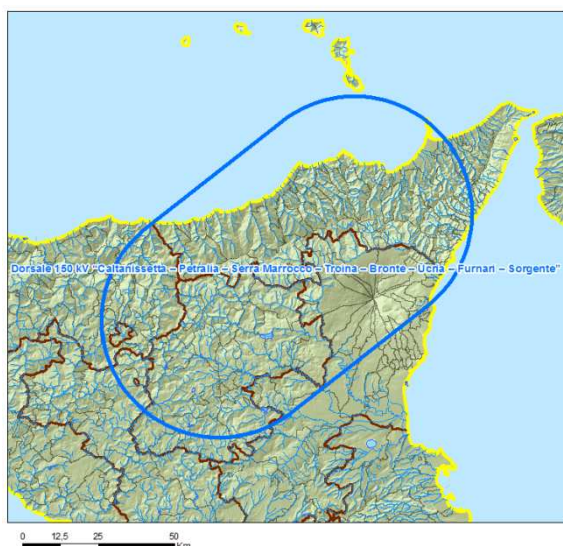 Dorsale 150 kV "Caltanissetta – Petralia – Serra Marrocco – Troina – Bronte – Ucria – Furnari – Sorgente"
0 12,5 25 50
Km